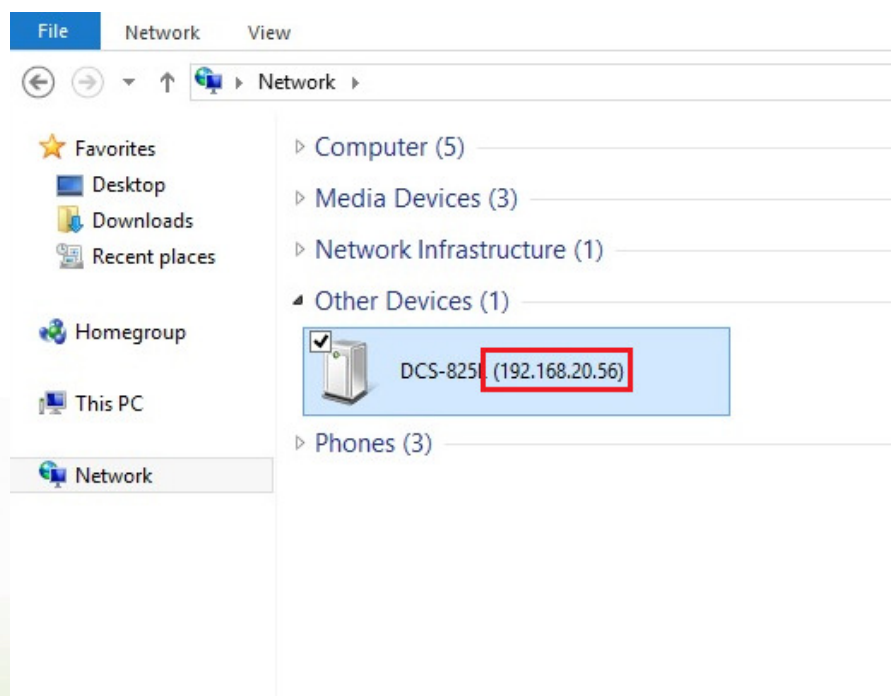 File Network View
Network
Favorites
Desktop
Downloads
Recent places
Homegroup
This PC
Network
Computer (5)
Media Devices (3)
Network Infrastructure (1)
Other Devices (1)
DCS-825L (192.168.20.56)
Phones (3)